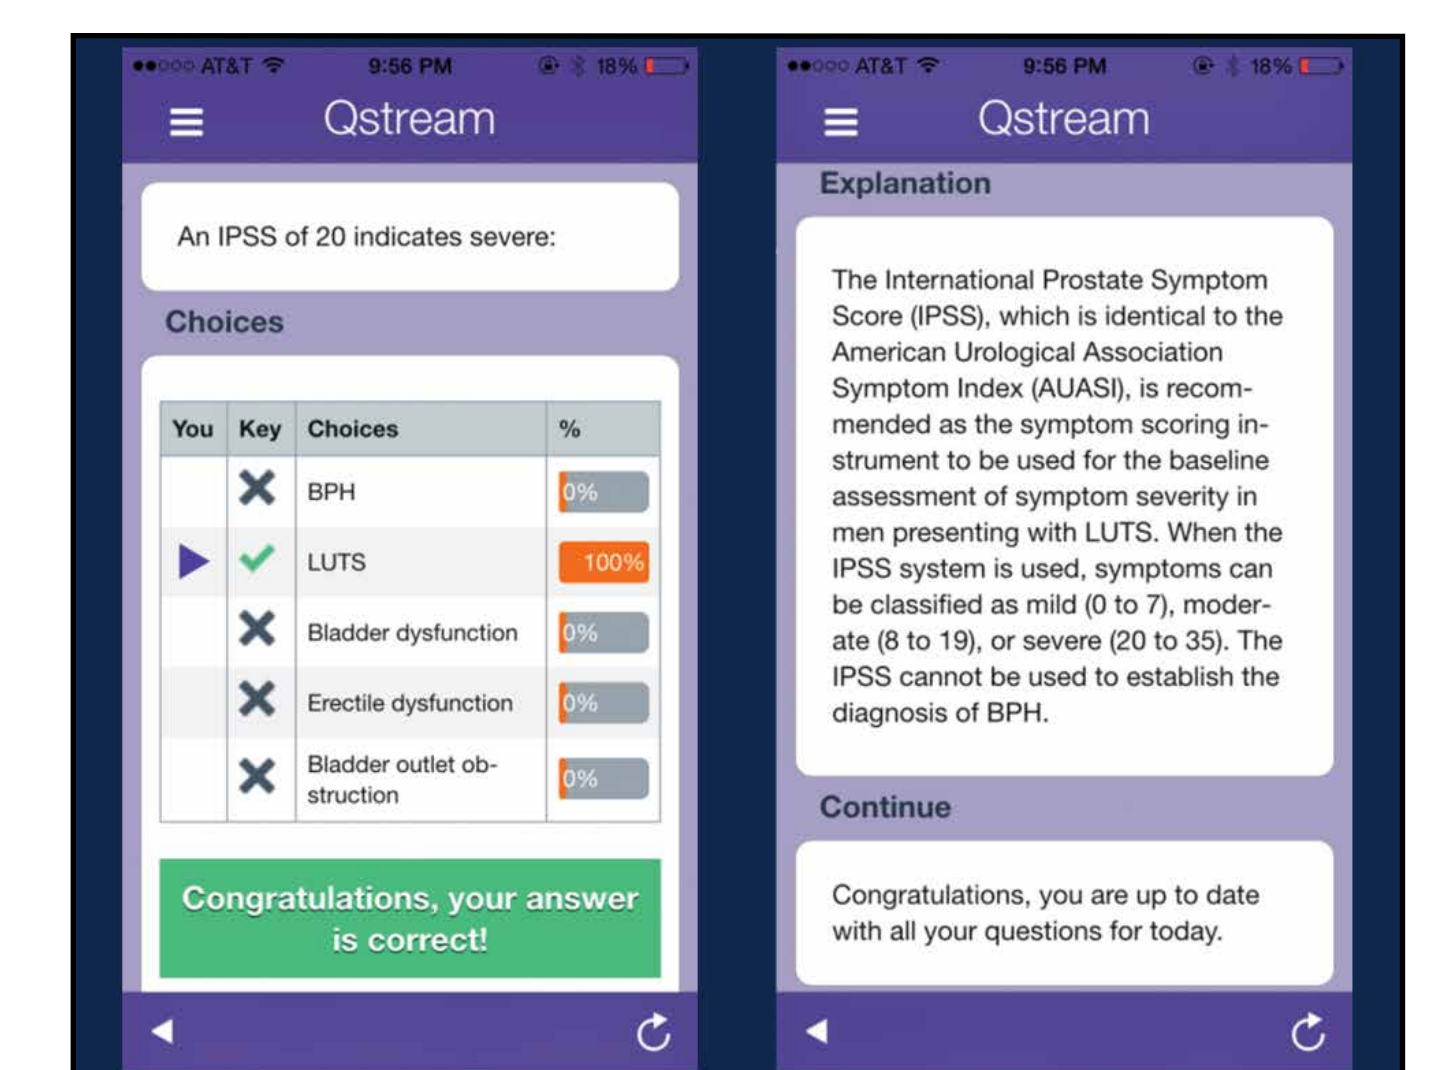 AT&T 9:56 PM 18%
Qstream
An IPSS of 20 indicates severe:
Choices
You Key Choices %
BPH 0%
LUTS 100%
Bladder dysfunction 0%
Erectile dysfunction 0%
Bladder outlet ob-
struction 0%
Congratulations, your answer
is correct!
AT&T 9:56 PM 18%
Qstream
Explanation
The International Prostate Symptom
Score (IPSS), which is identical to the
American Urological Association
Symptom Index (AUASI), is recom-
mended as the symptom scoring in-
strument to be used for the baseline
assessment of symptom severity in
men presenting with LUTS. When the
IPSS system is used, symptoms can
be classified as mild (0 to 7), moder-
ate (8 to 19), or severe (20 to 35). The
IPSS cannot be used to establish the
diagnosis of BPH.
Continue
Congratulations, you are up to date
with all your questions for today.